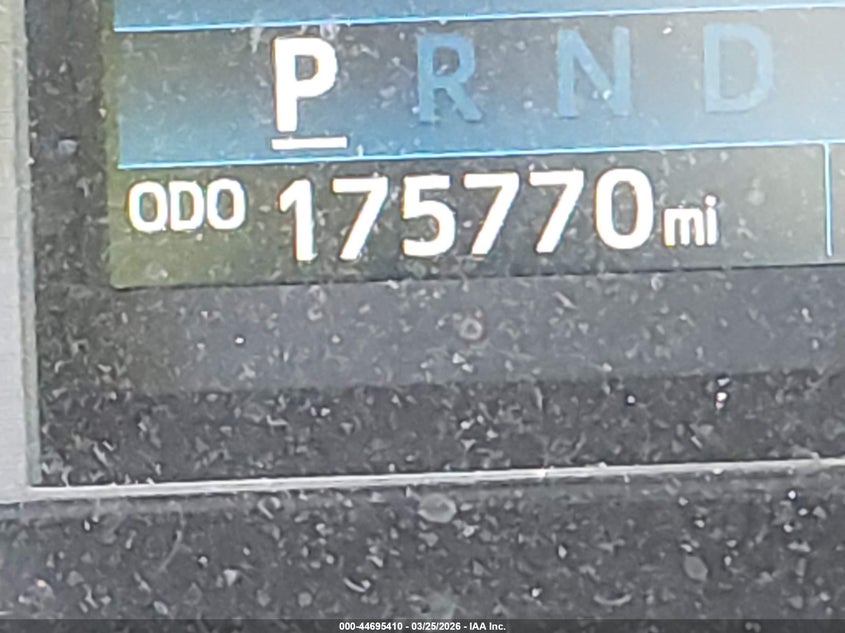 P R N D
ODO 175770 mi
000-44695410 - 03/25/2026 - IAA Inc.